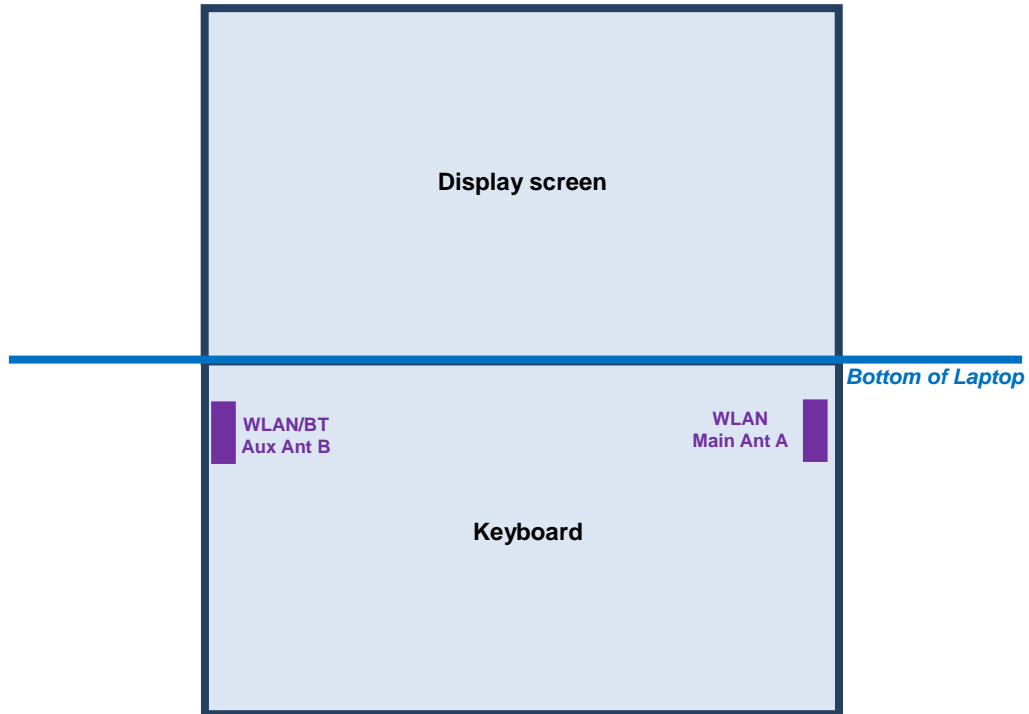 Display screen
Bottom of Laptop
WLAN/BT
Aux Ant B
WLAN
Main Ant A
Keyboard